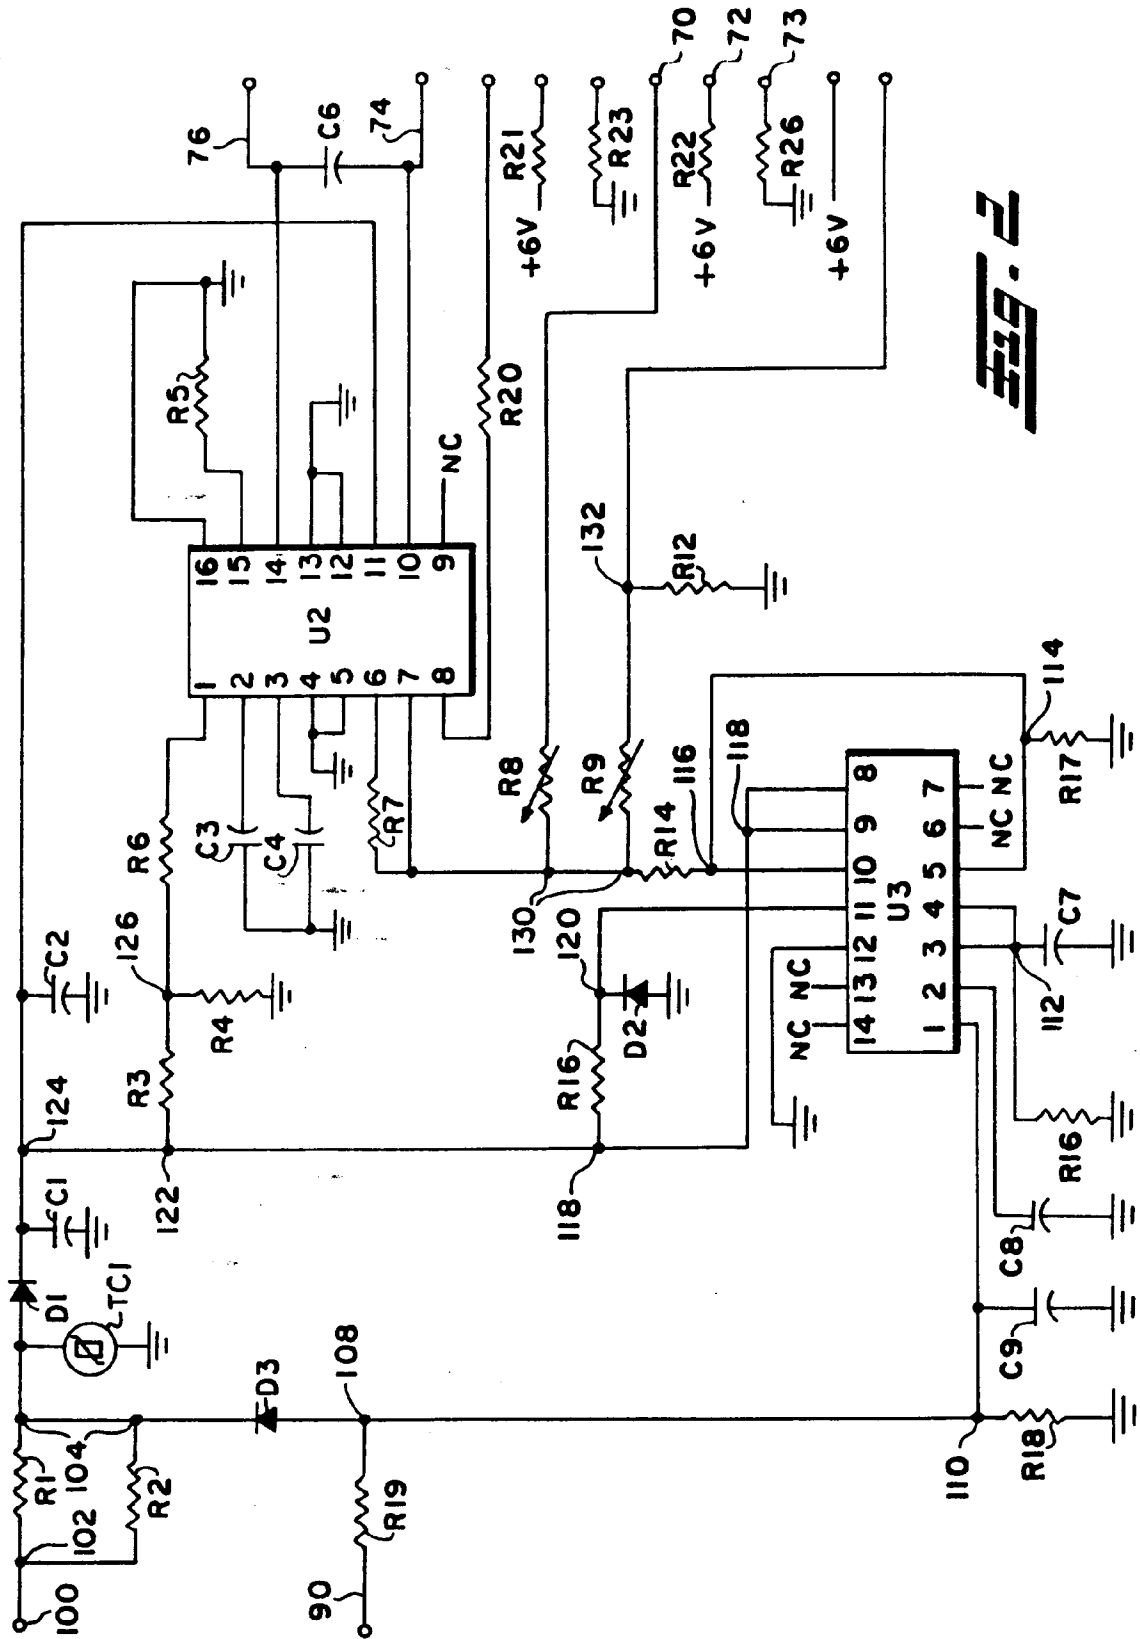 100
102
R1
104
R2
D1
TC1
C1
124
C2
76
C6
74
90
R19
108
D3
122
R3
126
R4
R6
C3
C4
R7
1
2
3
4
5
6
7
8
U2
16
15
14
13
12
11
10
9
NC
R5
R20
R21
+6V
R23
70
R22
+6V
72
R26
73
+6V
118
R16
120
D2
130
R8
R9
R14
116
118
132
R12
NC
NC
14
13
12
11
10
9
8
U3
1
2
3
4
5
6
7
NC
NC
110
R18
C9
C8
R16
112
C7
R17
114
Fig. 2